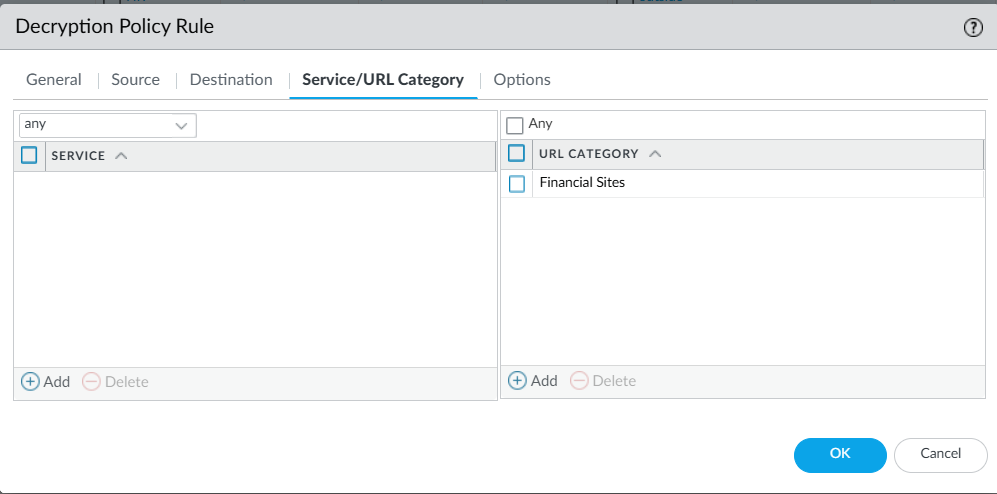 Decryption Policy Rule
?
General Source Destination Service/URL Category Options
any
SERVICE
Add Delete
Any
URL CATEGORY
Financial Sites
Add Delete
OK Cancel